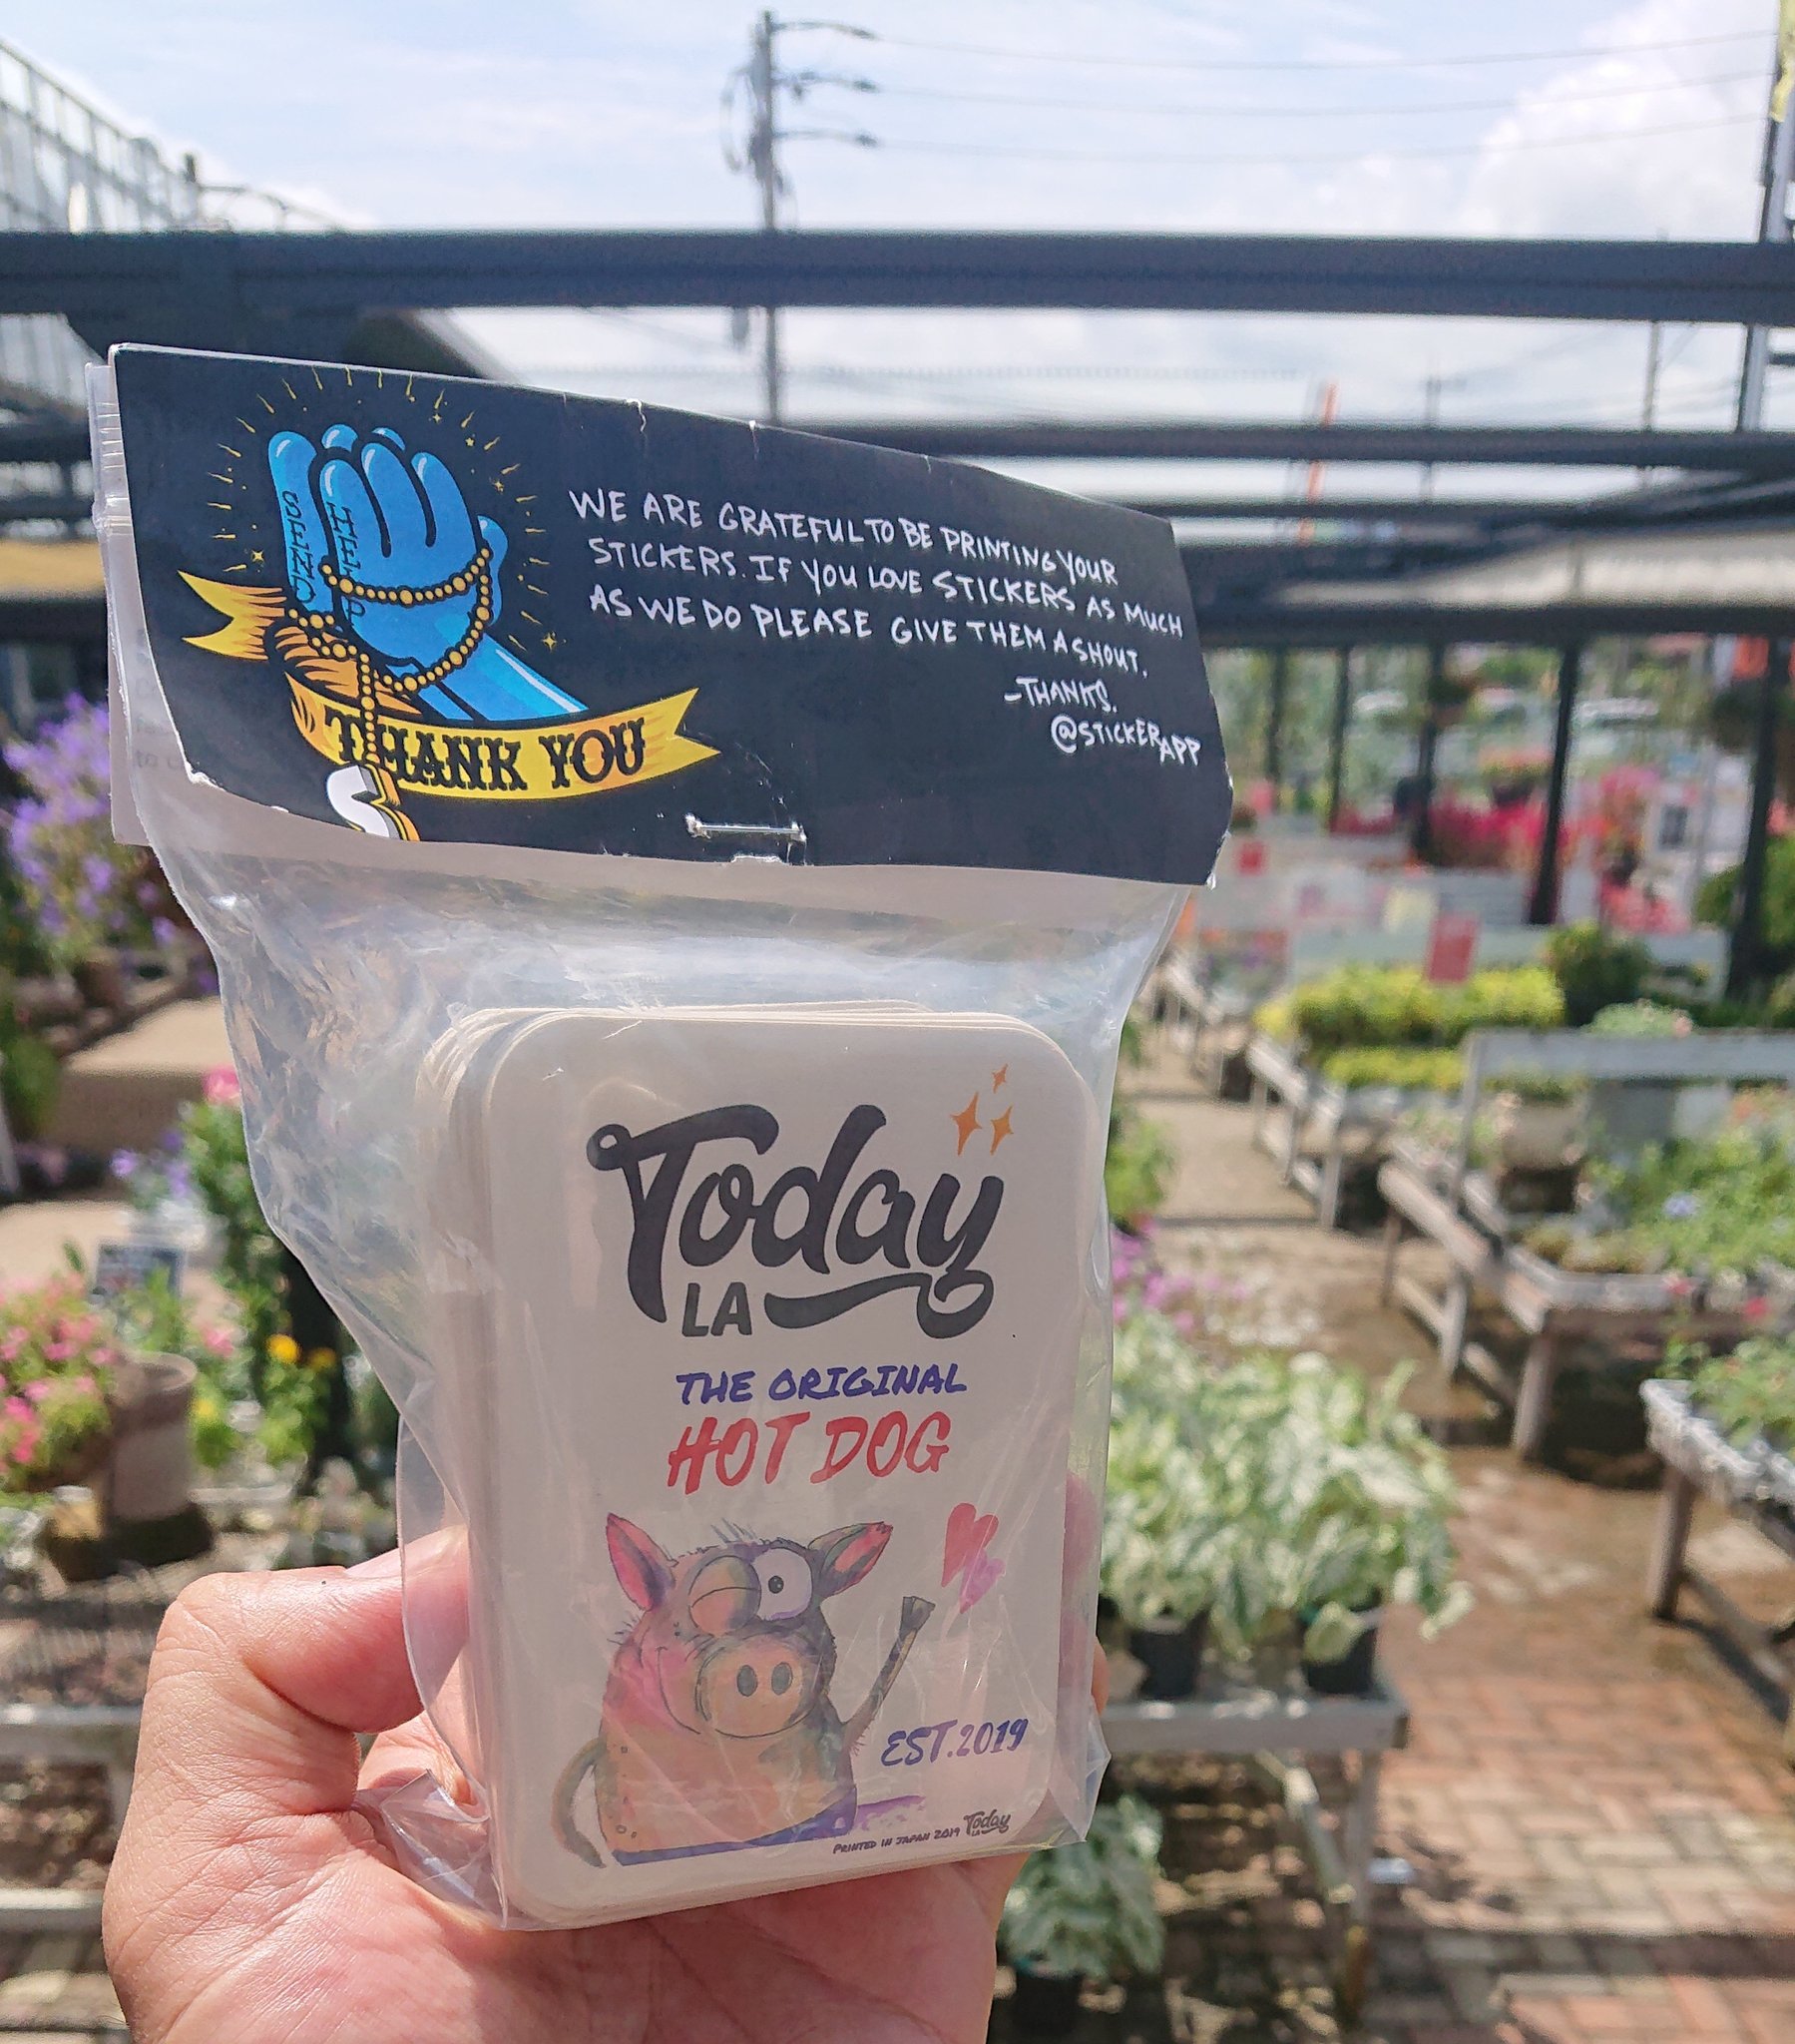 WE ARE GRATEFUL TO BE PRINTING YOUR
STICKERS. IF YOU LOVE STICKERS AS MUCH
AS WE DO PLEASE GIVE THEM A SHOUT.
-THANKS.
@STICKERAPP
THANK YOU
Today
LA
THE ORIGINAL
HOT DOG
EST.2019
PRINTED IN JAPAN 2019 Today
LA